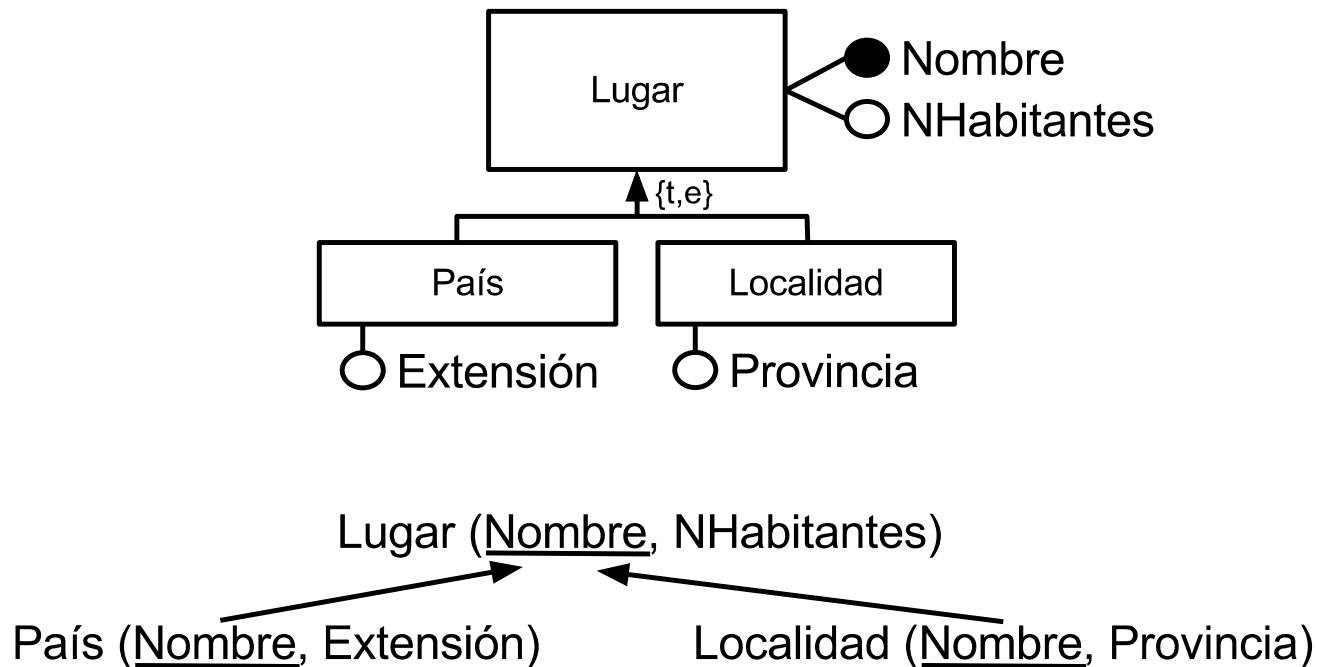 Lugar
Nombre
NHabitantes
{t,e}
País
Localidad
Extensión
Provincia
Lugar (Nombre, NHabitantes)
País (Nombre, Extensión)
Localidad (Nombre, Provincia)